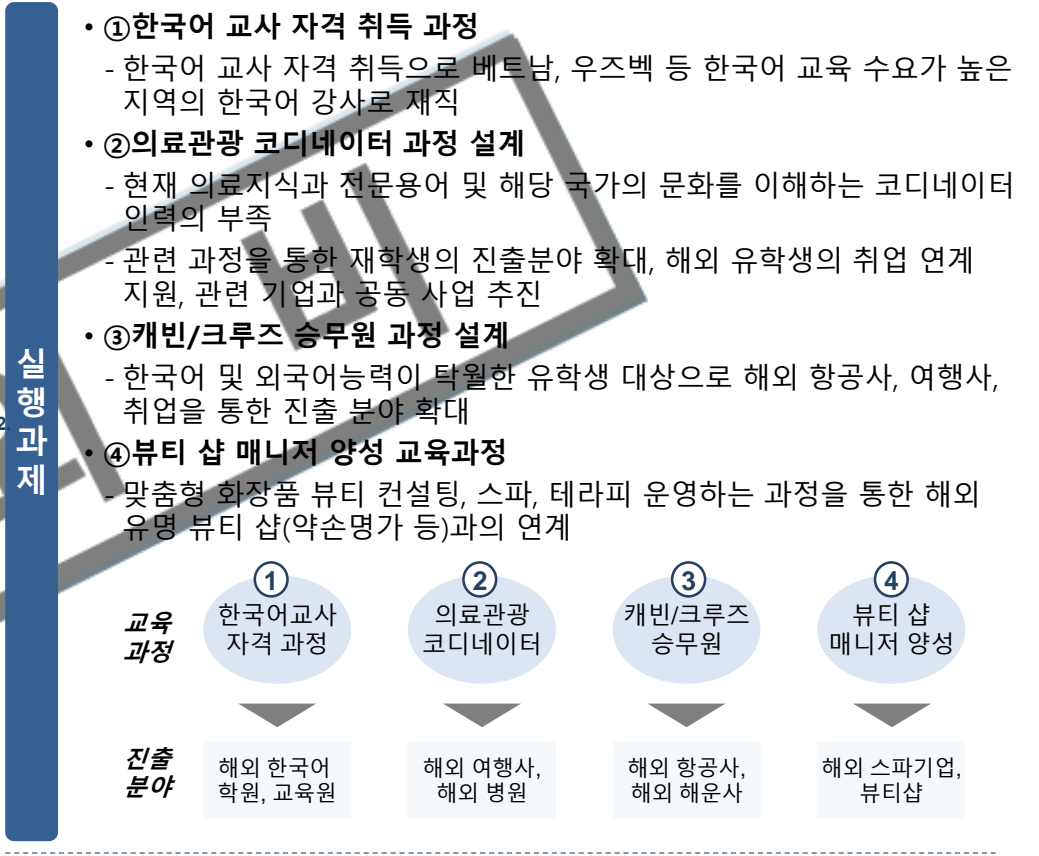 • ①한국어 교사 자격 취득 과정
- 한국어 교사 자격 취득으로 베트남, 우즈벡 등 한국어 교육 수요가 높은
지역의 한국어 강사로 재직
• ②의료관광 코디네이터 과정 설계
- 현재 의료지식과 전문용어 및 해당 국가의 문화를 이해하는 코디네이터
인력의 부족
- 관련 과정을 통한 재학생의 진출분야 확대, 해외 유학생의 취업 연계
지원, 관련 기업과 공동 사업 추진
• ③캐빈/크루즈 승무원 과정 설계
- 한국어 및 외국어능력이 탁월한 유학생 대상으로 해외 항공사, 여행사,
취업을 통한 진출 분야 확대
• ④뷰티 샵 매니저 양성 교육과정
- 맞춤형 화장품 뷰티 컨설팅, 스파, 테라피 운영하는 과정을 통한 해외
유명 뷰티 샵(약손명가 등)과의 연계
2.
실
행
과
제
교육
과정
1
한국어교사
자격 과정
2
의료관광
코디네이터
3
캐빈/크루즈
승무원
4
뷰티 샵
매니저 양성
진출
분야
해외 한국어
학원, 교육원
해외 여행사,
해외 병원
해외 항공사,
해외 해운사
해외 스파기업,
뷰티샵
비